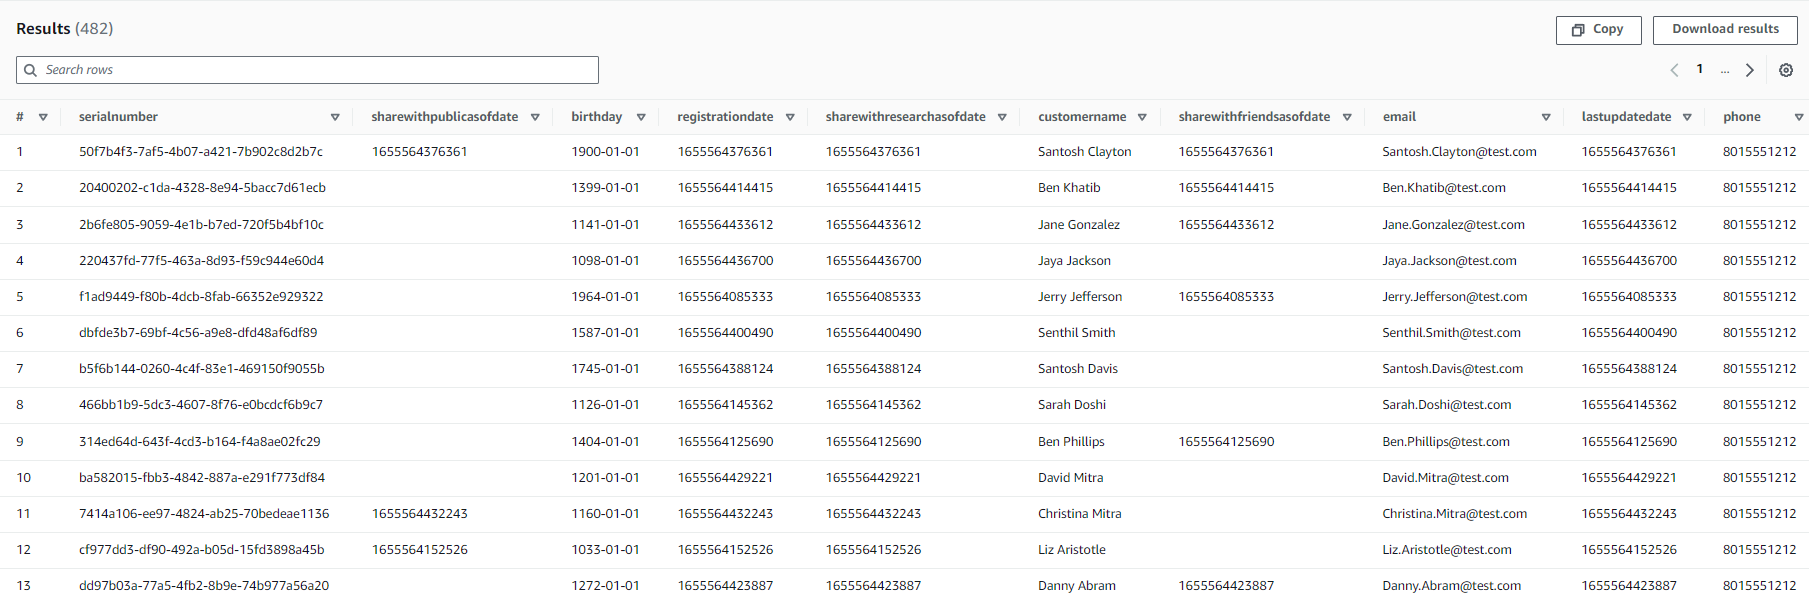 Results (482)
Copy
Download results
Search rows
1 ...
# serialnumber sharewithpublicasofdate birthday registrationdate sharewithresearchasofdate customername sharewithfriendsasofdate email lastupdatedate phone
1 50f7b4f3-7af5-4b07-a421-7b902c8d2b7c 1655564376361 1900-01-01 1655564376361 1655564376361 Santosh Clayton 1655564376361 Santosh.Clayton@test.com 1655564376361 8015551212
2 20400202-c1da-4328-8e94-5bacc7d61ecb 1399-01-01 1655564414415 1655564414415 Ben Khatib 1655564414415 Ben.Khatib@test.com 1655564414415 8015551212
3 2b6fe805-9059-4e1b-b7ed-720f5b4bf10c 1141-01-01 1655564433612 1655564433612 Jane Gonzalez 1655564433612 Jane.Gonzalez@test.com 1655564433612 8015551212
4 220437fd-77f5-463a-8d93-f59c944e60d4 1098-01-01 1655564436700 1655564436700 Jaya Jackson Jaya.Jackson@test.com 1655564436700 8015551212
5 f1ad9449-f80b-4dcb-8fab-66352e929322 1964-01-01 1655564085333 1655564085333 Jerry Jefferson 1655564085333 Jerry.Jefferson@test.com 1655564085333 8015551212
6 dbfde3b7-69bf-4c56-a9e8-dfd48af6df89 1587-01-01 1655564400490 1655564400490 Senthil Smith Senthil.Smith@test.com 1655564400490 8015551212
7 b5f6b144-0260-4c4f-83e1-469150f9055b 1745-01-01 1655564388124 1655564388124 Santosh Davis Santosh.Davis@test.com 1655564388124 8015551212
8 466bb1b9-5dc3-4607-8f76-e0bcdcf6b9c7 1126-01-01 1655564145362 1655564145362 Sarah Doshi Sarah.Doshi@test.com 1655564145362 8015551212
9 314ed64d-643f-4cd3-b164-f4a8ae02fc29 1404-01-01 1655564125690 1655564125690 Ben Phillips 1655564125690 Ben.Phillips@test.com 1655564125690 8015551212
10 ba582015-fbb3-4842-887a-e291f773df84 1201-01-01 1655564429221 1655564429221 David Mitra David.Mitra@test.com 1655564429221 8015551212
11 7414a106-ee97-4824-ab25-70bedeae1136 1655564432243 1160-01-01 1655564432243 1655564432243 Christina Mitra Christina.Mitra@test.com 1655564432243 8015551212
12 cf977dd3-df90-492a-b05d-15fd3898a45b 1655564152526 1033-01-01 1655564152526 1655564152526 Liz Aristotle Liz.Aristotle@test.com 1655564152526 8015551212
13 dd97b03a-77a5-4fb2-8b9e-74b977a56a20 1272-01-01 1655564423887 1655564423887 Danny Abram 1655564423887 Danny.Abram@test.com 1655564423887 8015551212